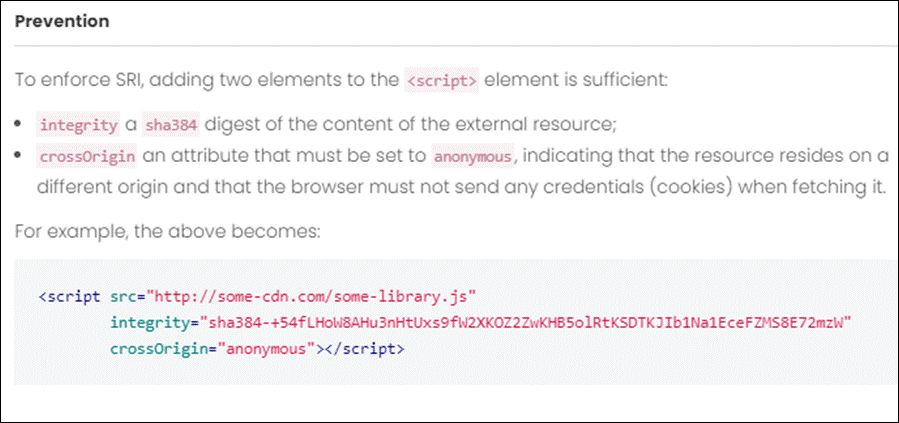 Prevention
To enforce SRI, adding two elements to the <script> element is sufficient:
• integrity a sha384 digest of the content of the external resource;
• crossOrigin an attribute that must be set to anonymous, indicating that the resource resides on a
different origin and that the browser must not send any credentials (cookies) when fetching it.
For example, the above becomes:
<script src="http://some-cdn.com/some-library.js"
integrity="sha384-+54fLHoW8AHu3nHtUxs9fW2XKOZ2ZwKHB5olRtKSDTKJIb1Na1EceFZMS8E72mzW"
crossOrigin="anonymous"></script>